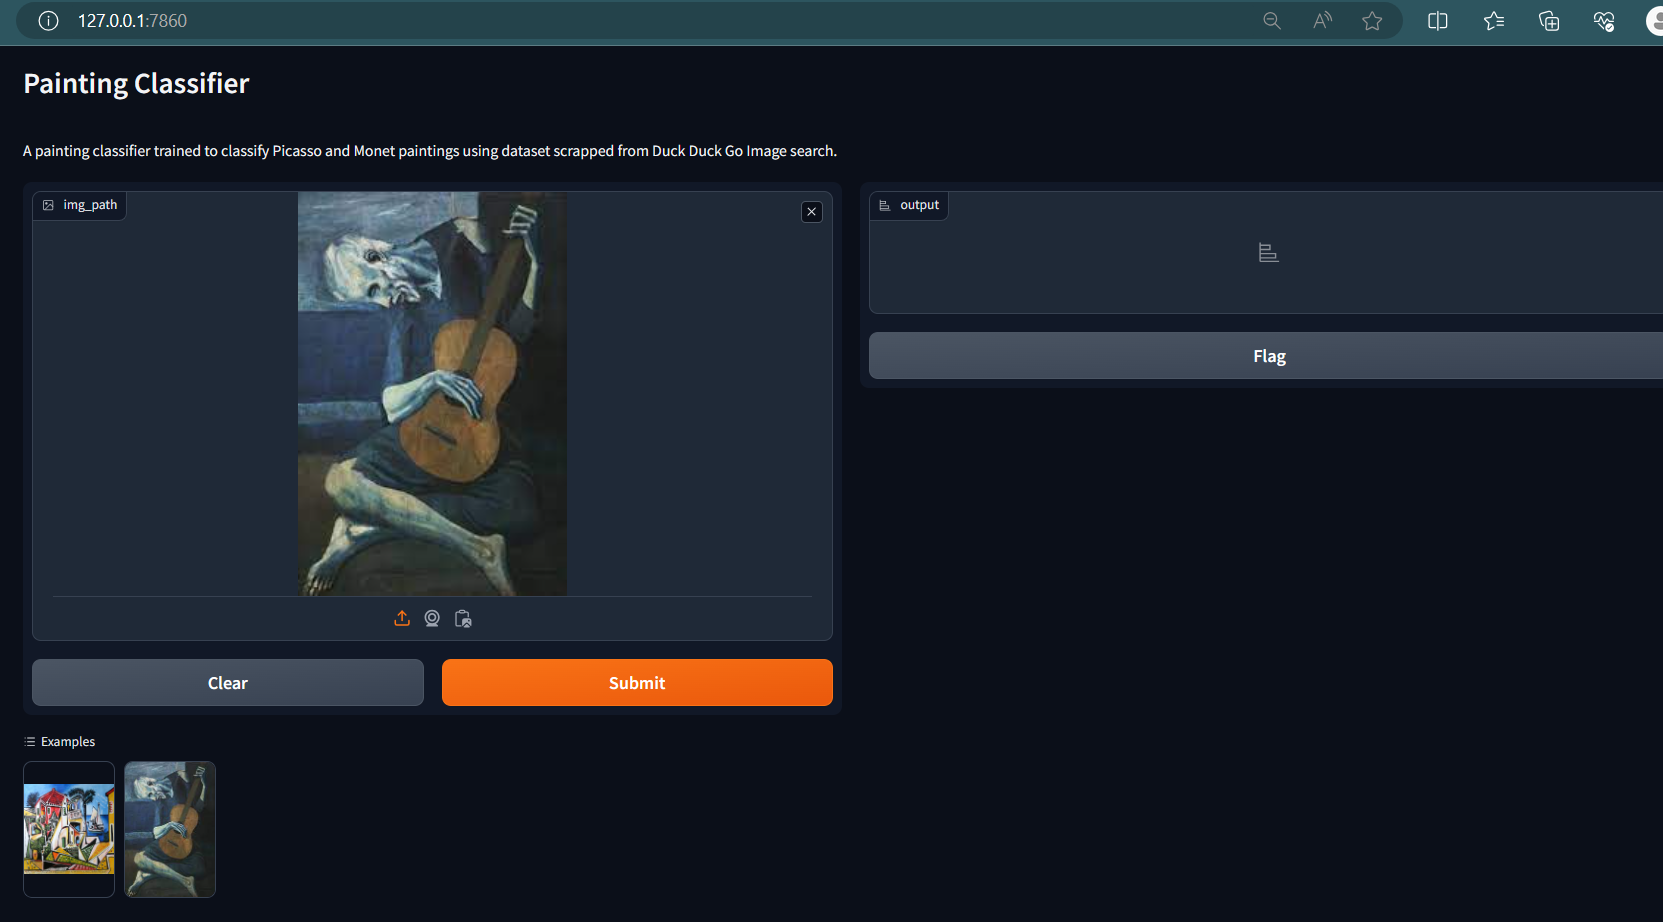 127.0.0.1:7860
Painting Classifier
A painting classifier trained to classify Picasso and Monet paintings using dataset scrapped from Duck Duck Go Image search.
img_path
output
Flag
Clear
Submit
Examples